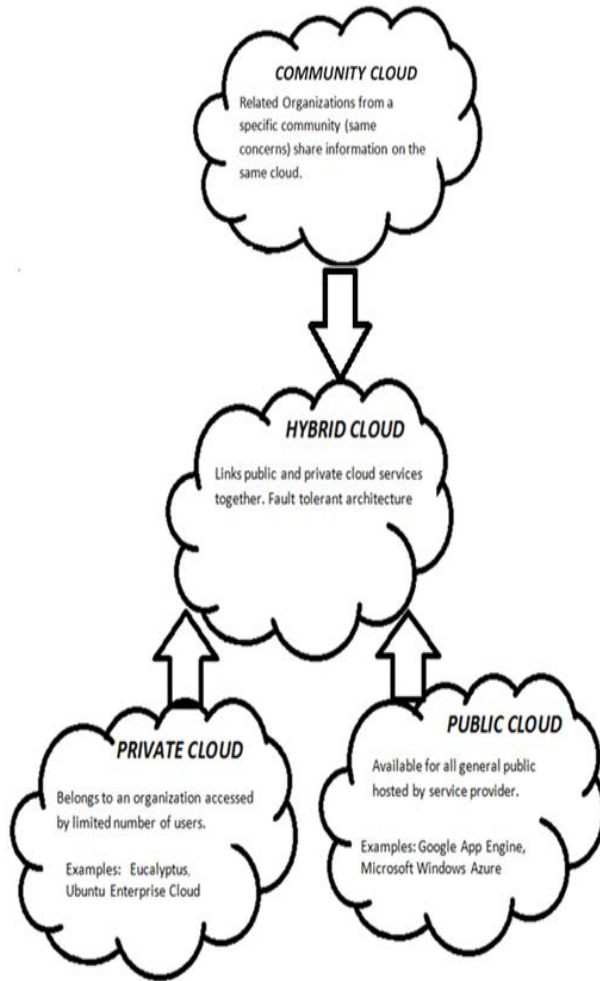 COMMUNITY CLOUD
Related Organizations from a
specific community (same
concerns) share information on the
same cloud.
HYBRID CLOUD
Links public and private cloud services
together. Fault tolerant architecture
PRIVATE CLOUD
Belongs to an organization accessed
by limited number of users.
Examples: Eucalyptus,
Ubuntu Enterprise Cloud
PUBLIC CLOUD
Available for all general public
hosted by service provider.
Examples: Google App Engine,
Microsoft Windows Azure